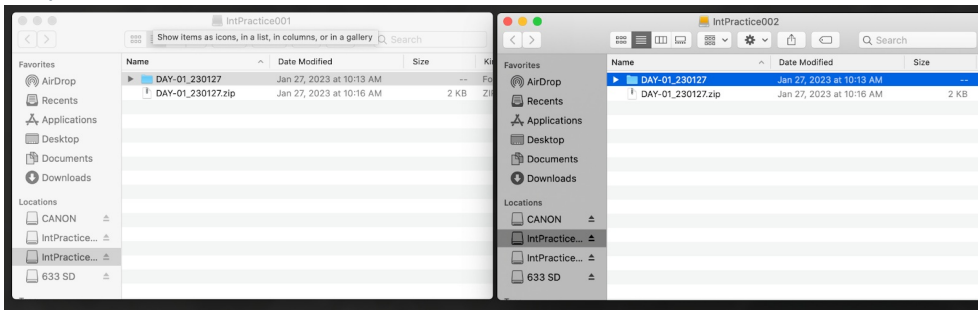 IntPractice001
Show items as icons, in a list, in columns, or in a gallery
Search
Favorites
AirDrop
Recents
Applications
Desktop
Documents
Downloads
Locations
CANON
IntPractice...
IntPractice...
633 SD
Name Date Modified Size Ki
DAY-01_230127 Jan 27, 2023 at 10:13 AM -- Fo
DAY-01_230127.zip Jan 27, 2023 at 10:16 AM 2 KB ZI
IntPractice002
Search
Favorites
AirDrop
Recents
Applications
Desktop
Documents
Downloads
Locations
CANON
IntPractice...
IntPractice...
633 SD
Name Date Modified Size
DAY-01_230127 Jan 27, 2023 at 10:13 AM --
DAY-01_230127.zip Jan 27, 2023 at 10:16 AM 2 KB